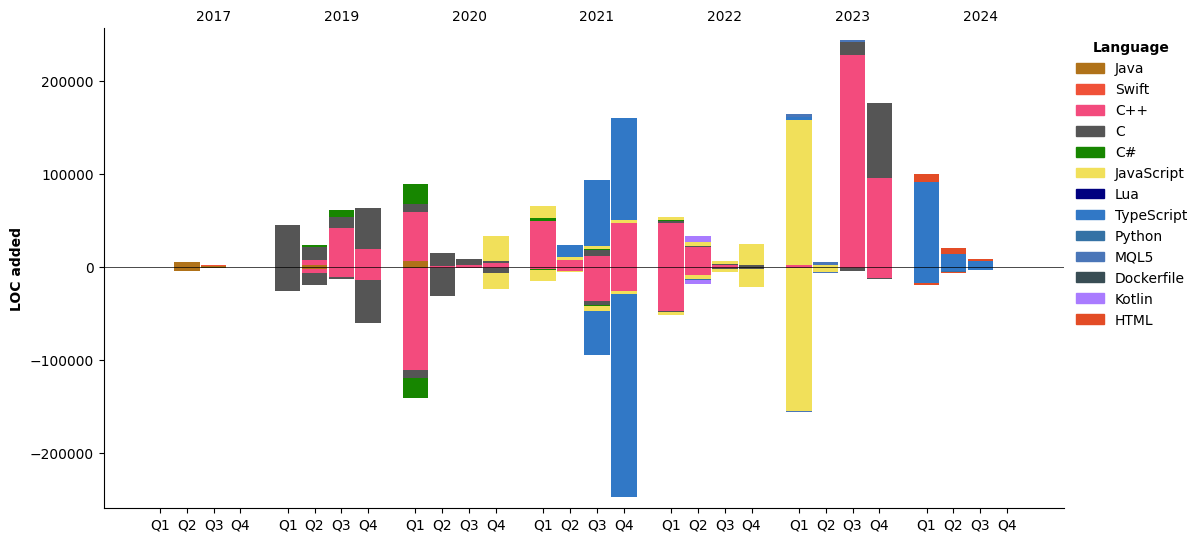 2017 2019 2020 2021 2022 2023 2024
Language
Java
Swift
C++
C
C#
JavaScript
Lua
TypeScript
Python
MQL5
Dockerfile
Kotlin
HTML
LOC added
200000
100000
0
−100000
−200000
Q1 Q2 Q3 Q4 Q1 Q2 Q3 Q4 Q1 Q2 Q3 Q4 Q1 Q2 Q3 Q4 Q1 Q2 Q3 Q4 Q1 Q2 Q3 Q4 Q1 Q2 Q3 Q4